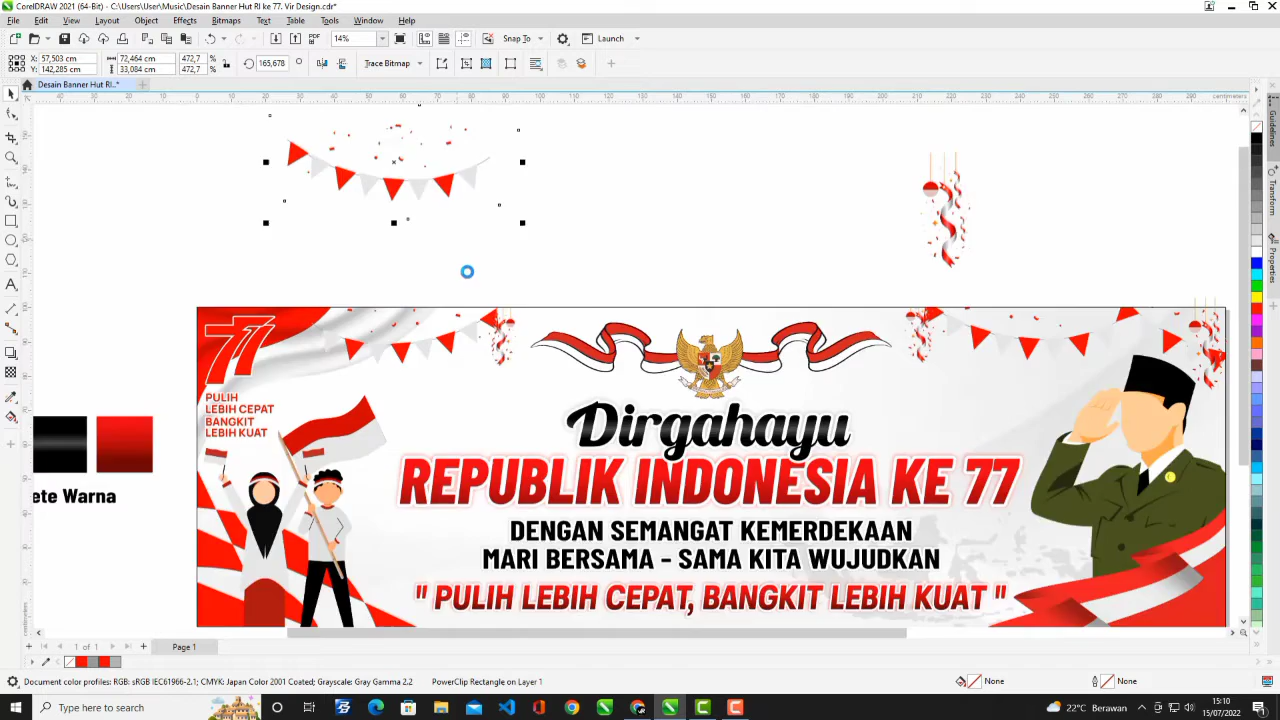 CorelDRAW 2021 (64-Bit) - C:\Users\User\Music\Desain Banner Hut RI ke 77. Vir Design.cdr*
File Edit View Layout Object Effects Bitmaps Text Table Tools Window Help
PDF 14% Snap To Launch
X: 57,503 cm 72,464 cm 472,7 % 165,678 ° Trace Bitmap
Y: 142,285 cm 33,084 cm 472,7 %
Desain Banner Hut RI..*
centimeters
Guidelines
Transform
Properties
77
PULIH
LEBIH CEPAT
BANGKIT
LEBIH KUAT
ete Warna
Dirgahayu
REPUBLIK INDONESIA KE 77
DENGAN SEMANGAT KEMERDEKAAN
MARI BERSAMA - SAMA KITA WUJUDKAN
" PULIH LEBIH CEPAT, BANGKIT LEBIH KUAT "
1 of 1 Page 1
Document color profiles: RGB: sRGB IEC61966-2.1; CMYK: Japan Color 2001 Coated; Grayscale: Gray Gamma 2.2 PowerClip Rectangle on Layer 1 None None
Type here to search 22°C Berawan 15:10
15/07/2022